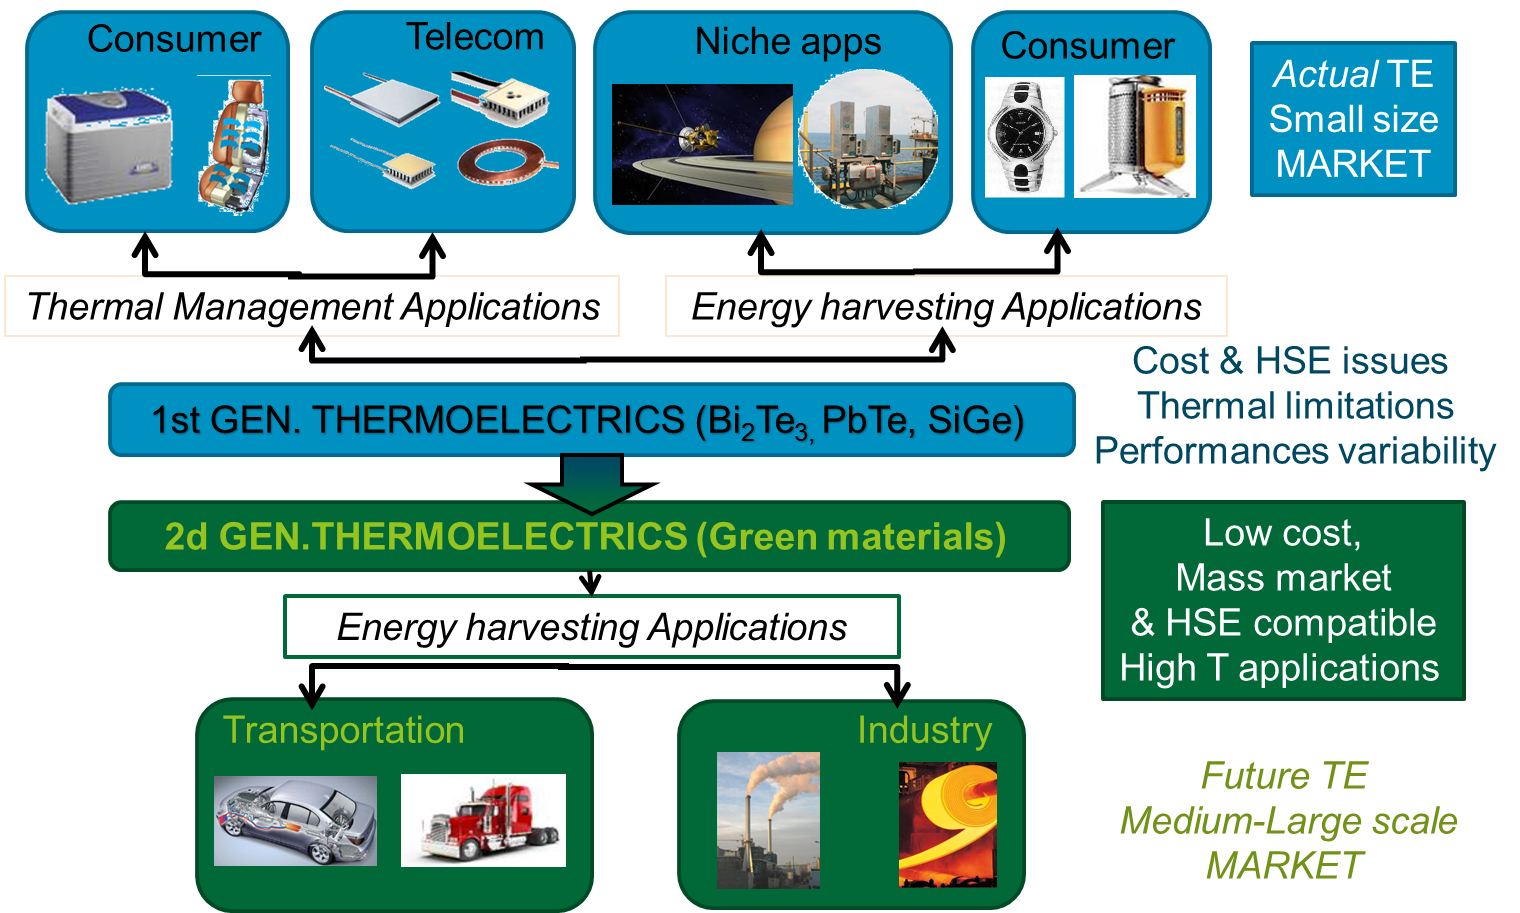 Consumer
Telecom
Niche apps
Consumer
Actual TE
Small size
MARKET
Thermal Management Applications
Energy harvesting Applications
Cost & HSE issues
Thermal limitations
Performances variability
1st GEN. THERMOELECTRICS (Bi₂Te₃, PbTe, SiGe)
2d GEN.THERMOELECTRICS (Green materials)
Low cost,
Mass market
& HSE compatible
High T applications
Energy harvesting Applications
Transportation
Industry
Future TE
Medium-Large scale
MARKET